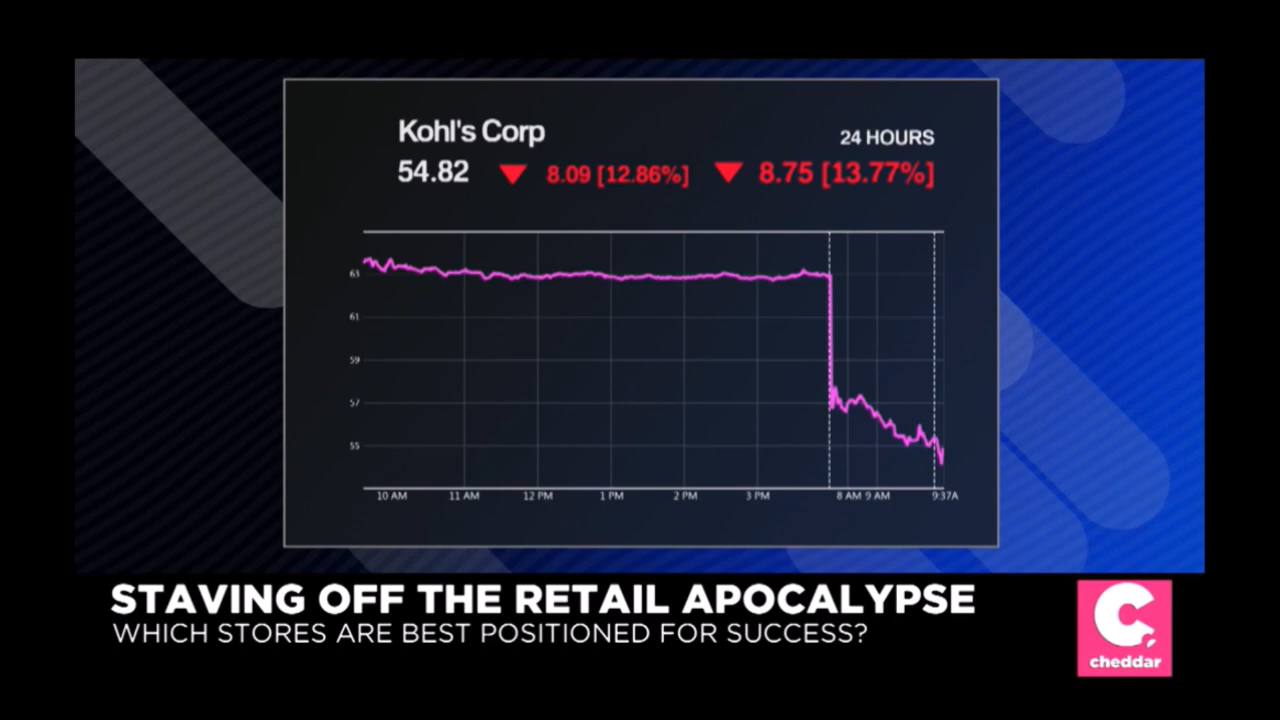 Kohl's Corp
24 HOURS
54.82 ▼ 8.09 [12.86%] ▼ 8.75 [13.77%]
63
61
59
57
55
10 AM 11 AM 12 PM 1 PM 2 PM 3 PM 8 AM 9 AM 9:37A
STAVING OFF THE RETAIL APOCALYPSE
WHICH STORES ARE BEST POSITIONED FOR SUCCESS?
C
cheddar